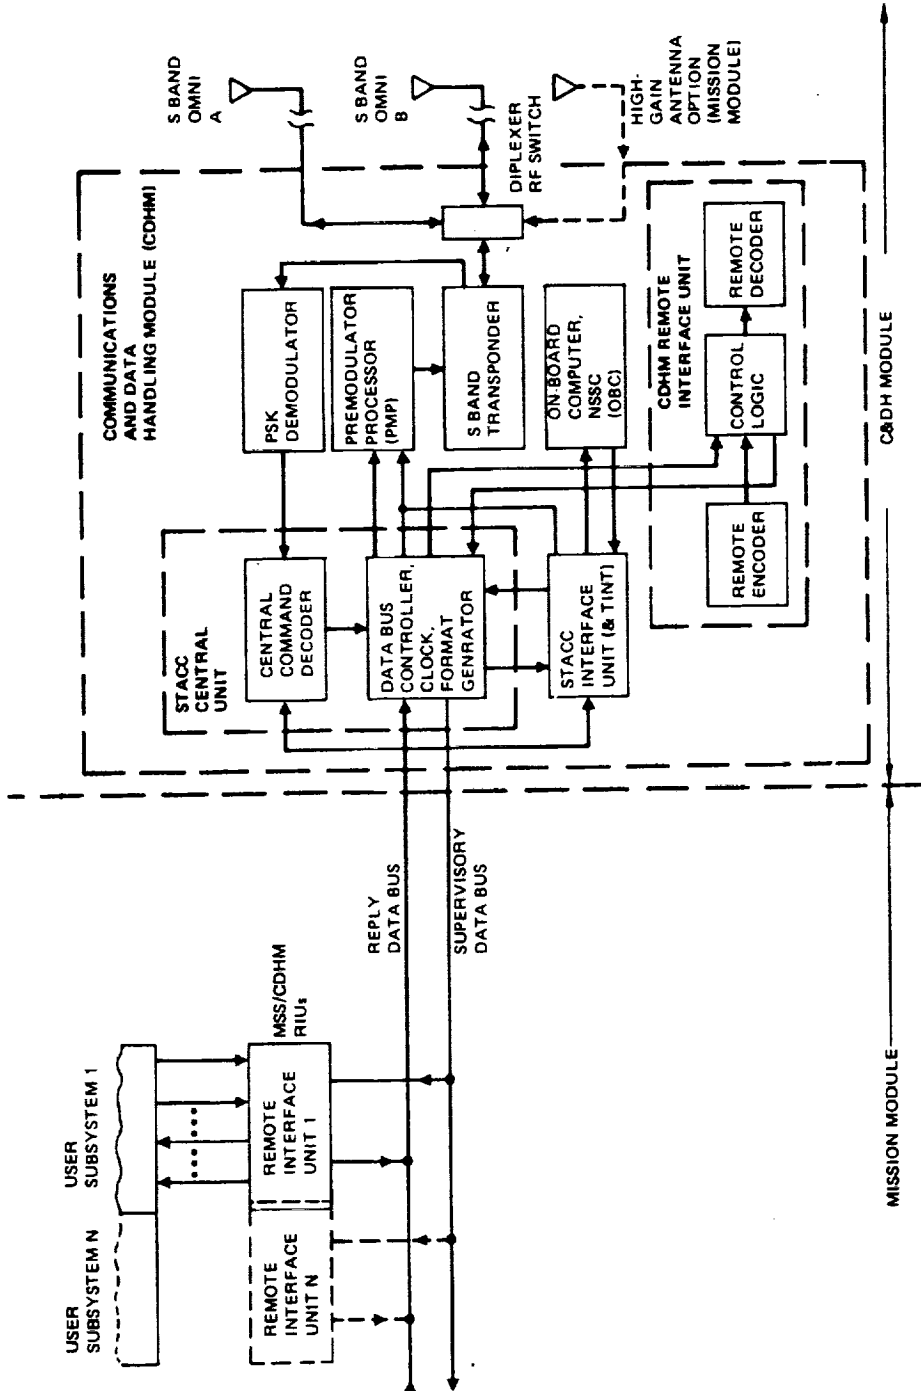 USER
SUBSYSTEM N
USER
SUBSYSTEM 1
REMOTE
INTERFACE
UNIT N
REMOTE
INTERFACE
UNIT 1
MSS/CDHM
RIUs
REPLY
DATA BUS
SUPERVISORY
DATA BUS
MISSION MODULE
COMMUNICATIONS
AND DATA
HANDLING MODULE (CDHM)
STACC
CENTRAL
UNIT
CENTRAL
COMMAND
DECODER
DATA BUS
CONTROLLER,
CLOCK,
FORMAT
GENRATOR
STACC
INTERFACE
UNIT (& TINT)
PSK
DEMODULATOR
PREMODULATOR
PROCESSOR
(PMP)
S BAND
TRANSPONDER
ON-BOARD
COMPUTER,
NSSC
(OBC)
CDHM REMOTE
INTERFACE UNIT
REMOTE
ENCODER
CONTROL
LOGIC
REMOTE
DECODER
DIPLEXER
RF SWITCH
S BAND
OMNI
A
S BAND
OMNI
B
HIGH-
GAIN
ANTENNA
OPTION
(MISSION
MODULE)
C&DH MODULE